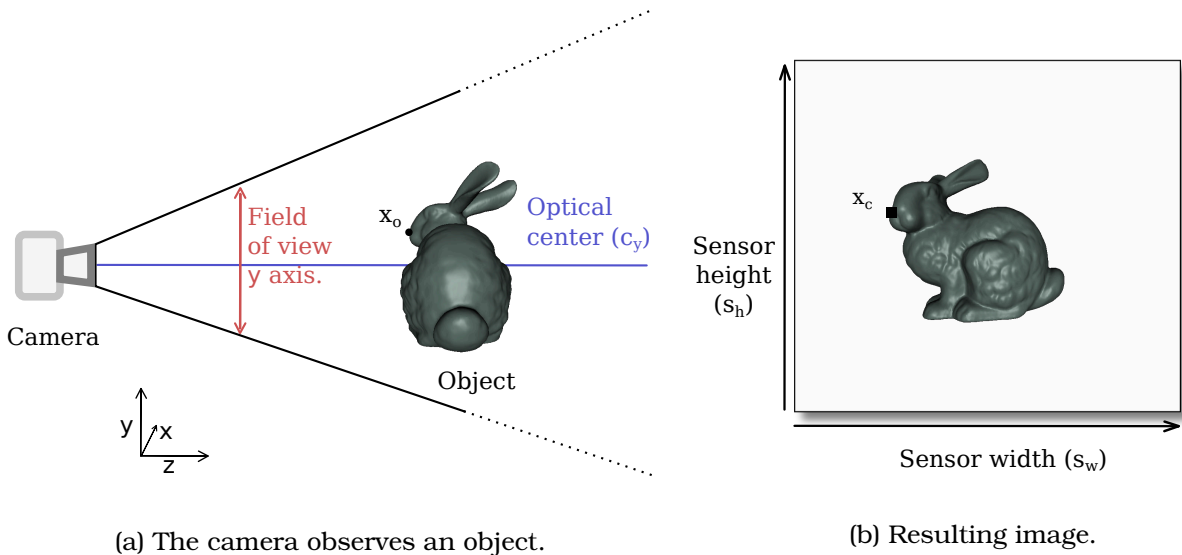 x_o
Field
of view
y axis.
Optical
center (c_y)
Camera
Object
y
x
z
(a) The camera observes an object.
x_c
Sensor
height
(s_h)
Sensor width (s_w)
(b) Resulting image.